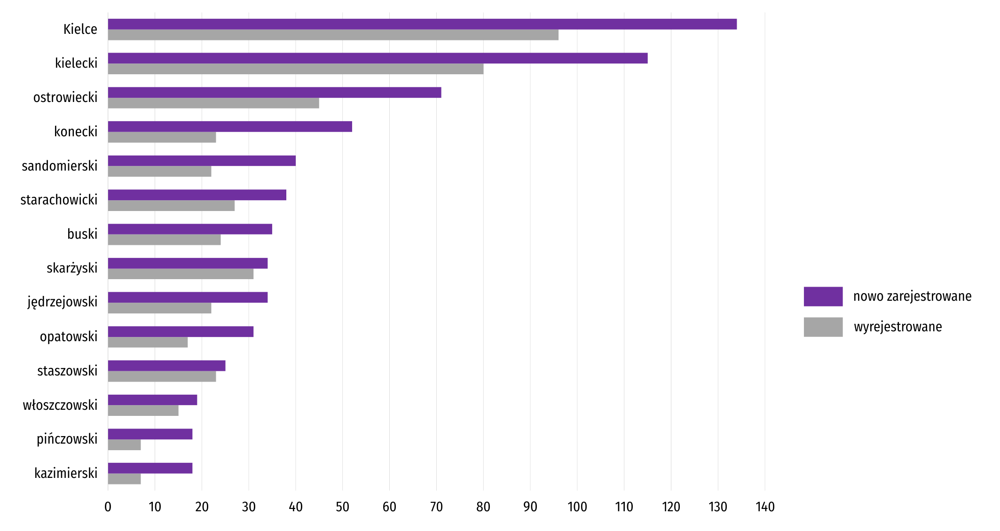 Kielce
kielecki
ostrowiecki
konecki
sandomierski
starachowicki
buski
skarżyski
jędrzejowski
opatowski
staszowski
włoszczowski
pińczowski
kazimierski
0 10 20 30 40 50 60 70 80 90 100 110 120 130 140
nowo zarejestrowane
wyrejestrowane